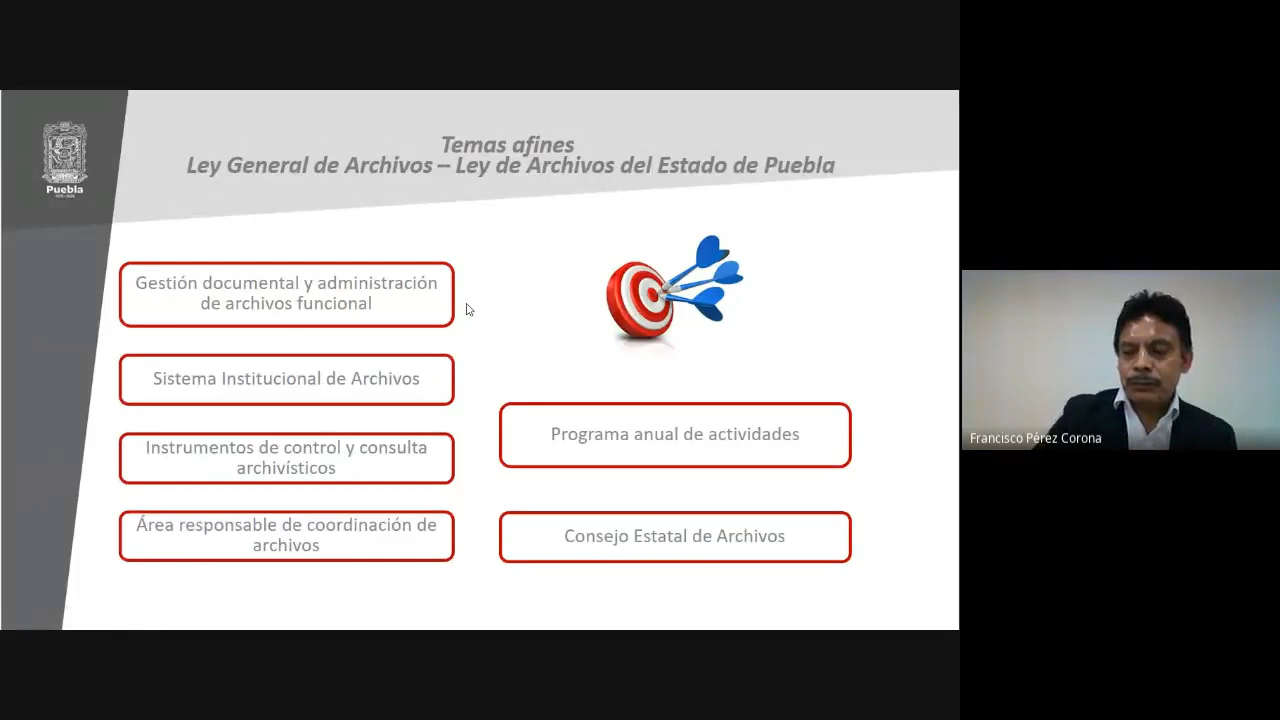 Temas afines
Ley General de Archivos – Ley de Archivos del Estado de Puebla
Puebla
Gestión documental y administración
de archivos funcional
Sistema Institucional de Archivos
Instrumentos de control y consulta
archivísticos
Área responsable de coordinación de
archivos
Programa anual de actividades
Consejo Estatal de Archivos
Francisco Pérez Corona